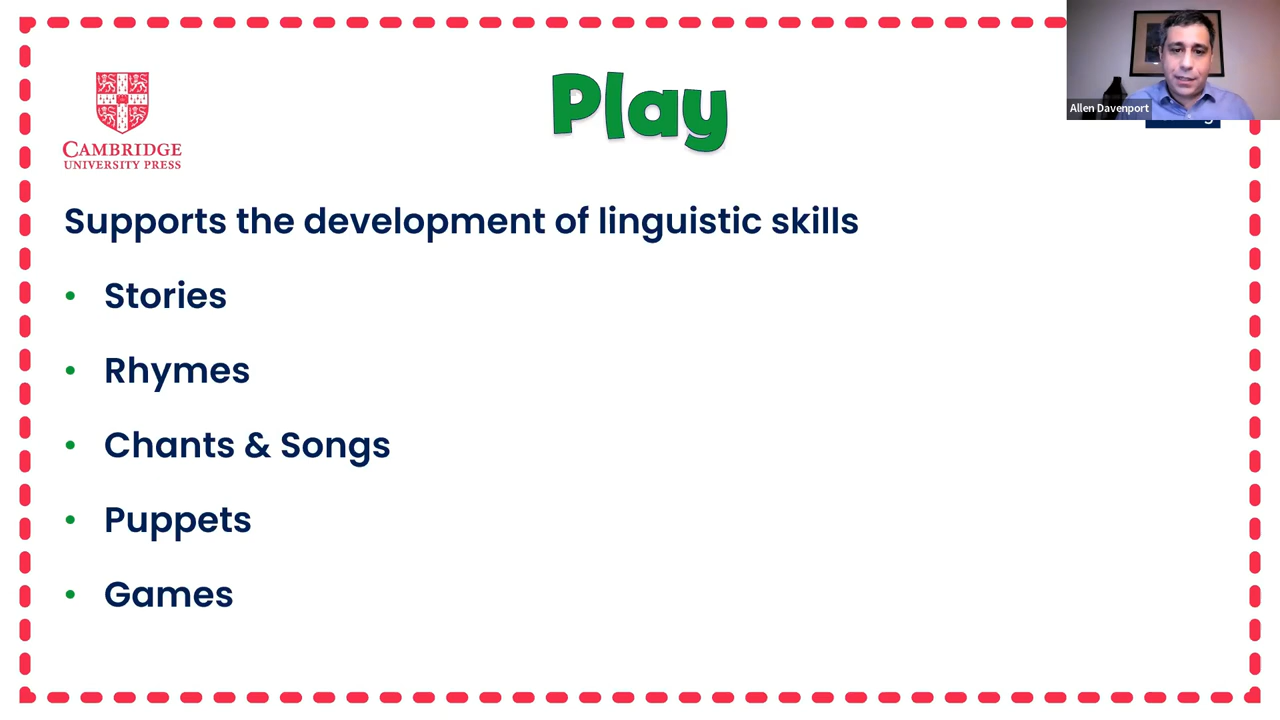 Play
Allen Davenport
CAMBRIDGE
UNIVERSITY PRESS
Supports the development of linguistic skills
• Stories
• Rhymes
• Chants & Songs
• Puppets
• Games